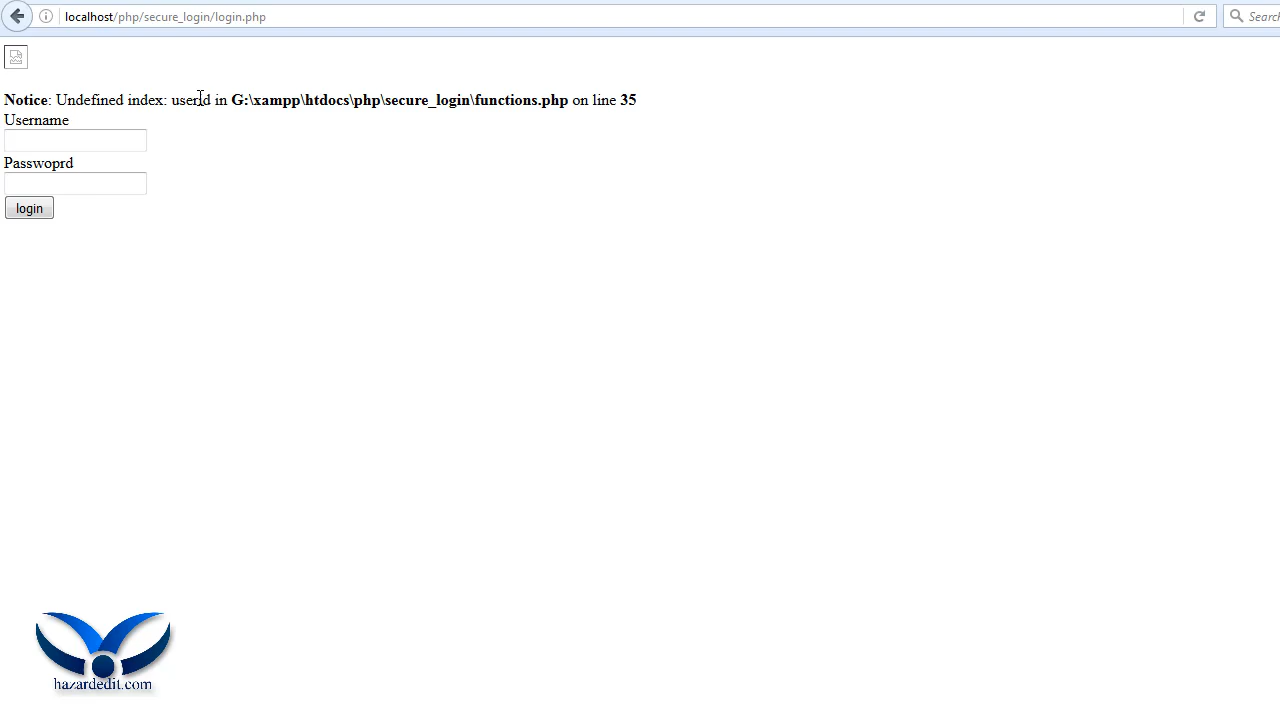 localhost/php/secure_login/login.php
Search
Notice: Undefined index: userid in G:\xampp\htdocs\php\secure_login\functions.php on line 35
Username
Passwoprd
login
hazardedit.com